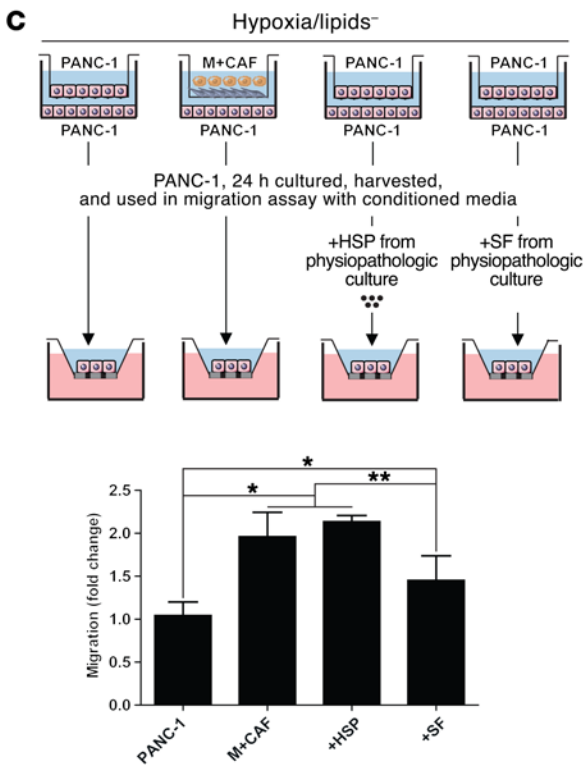 c
Hypoxia/lipids⁻
PANC-1
M+CAF
PANC-1
PANC-1
PANC-1
PANC-1
PANC-1
PANC-1
PANC-1, 24 h cultured, harvested,
and used in migration assay with conditioned media
+HSP from
physiopathologic
culture
+SF from
physiopathologic
culture
*
*
**
2.5
2.0
1.5
1.0
0.5
0.0
Migration (fold change)
PANC-1
M+CAF
+HSP
+SF